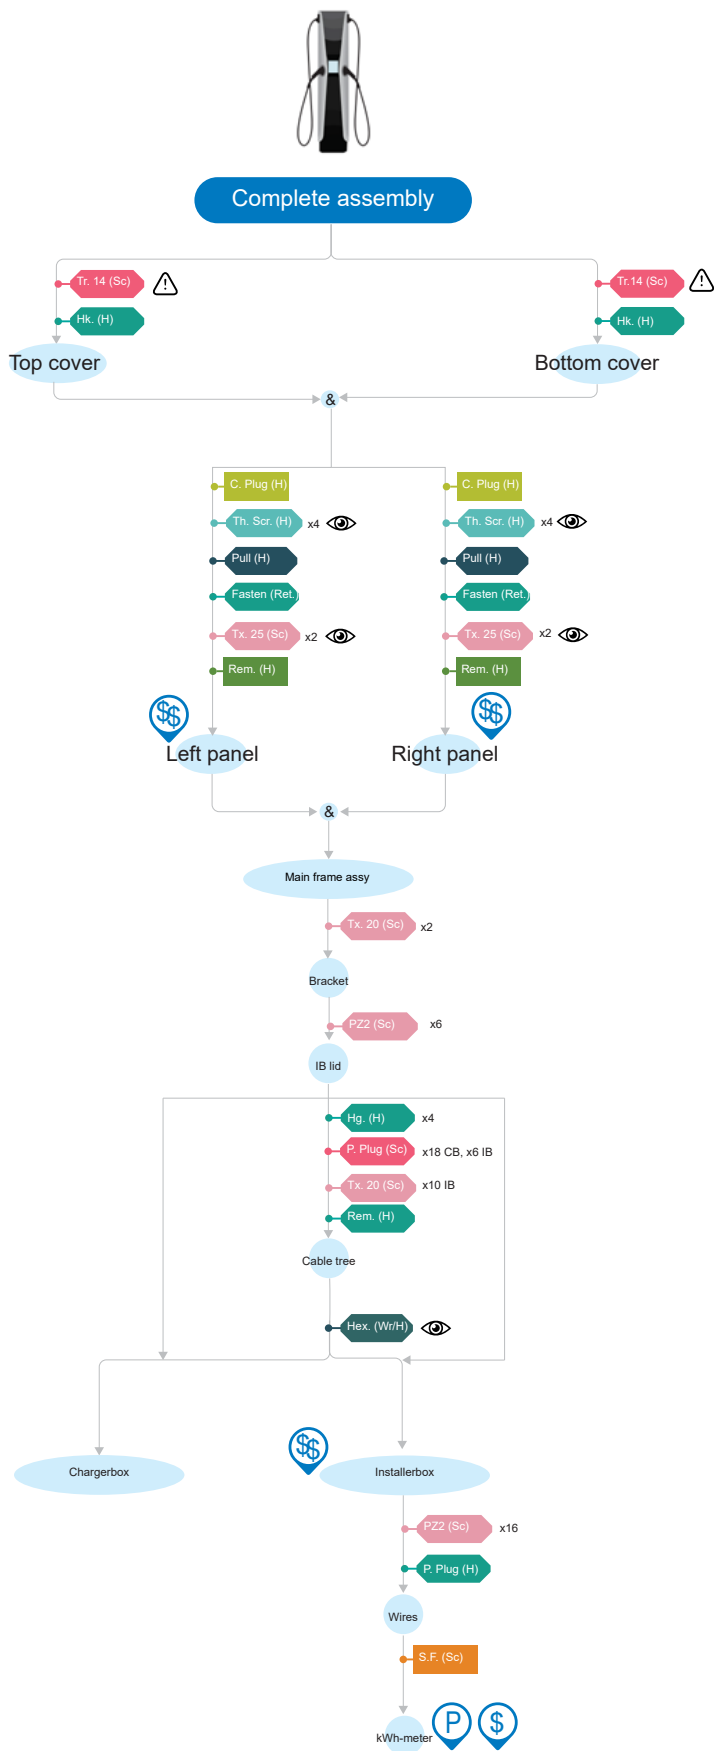 Complete assembly
Tr. 14 (Sc)
Tr.14 (Sc)
Hk. (H)
Hk. (H)
Top cover
Bottom cover
&
C. Plug (H)
C. Plug (H)
Th. Scr. (H) x4
Th. Scr. (H) x4
Pull (H)
Pull (H)
Fasten (Ret.)
Fasten (Ret.)
Tx. 25 (Sc) x2
Tx. 25 (Sc) x2
Rem. (H)
Rem. (H)
$$
$$
Left panel
Right panel
&
Main frame assy
Tx. 20 (Sc) x2
Bracket
PZ2 (Sc) x6
IB lid
Hg. (H) x4
P. Plug (Sc) x18 CB, x6 IB
Tx. 20 (Sc) x10 IB
Rem. (H)
Cable tree
Hex. (Wr/H)
$$
Chargerbox
Installerbox
PZ2 (Sc) x16
P. Plug (H)
Wires
S.F. (Sc)
kWh-meter P $